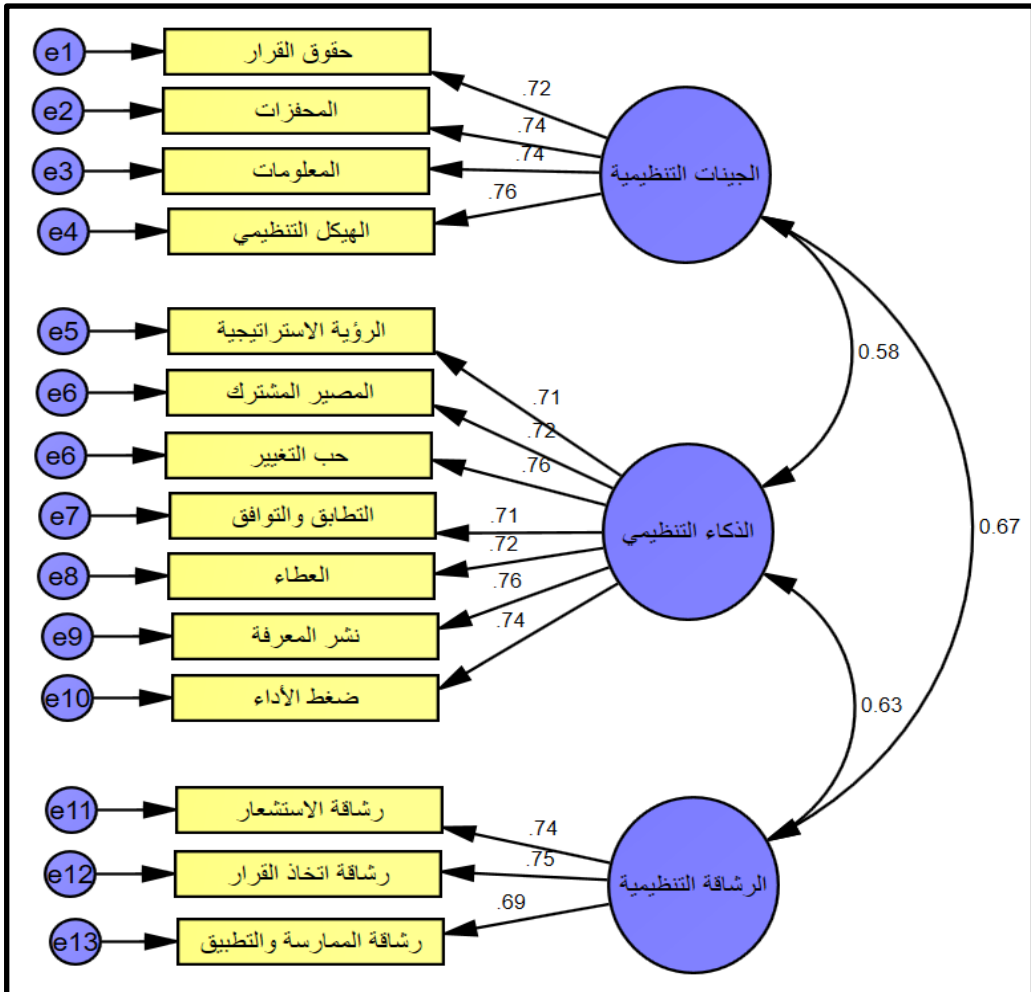 e1
حقوق القرار
.72
e2
المحفزات
.74
e3
المعلومات
.74
الجينات التنظيمية
e4
الهيكل التنظيمي
.76
e5
الرؤية الاستراتيجية
0.58
e6
المصير المشترك
.71
.72
e6
حب التغيير
.76
e7
التطابق والتوافق
.71
الذكاء التنظيمي
0.67
e8
العطاء
.72
.76
e9
نشر المعرفة
.74
e10
ضغط الأداء
0.63
e11
رشاقة الاستشعار
.74
e12
رشاقة اتخاذ القرار
.75
الرشاقة التنظيمية
.69
e13
رشاقة الممارسة والتطبيق